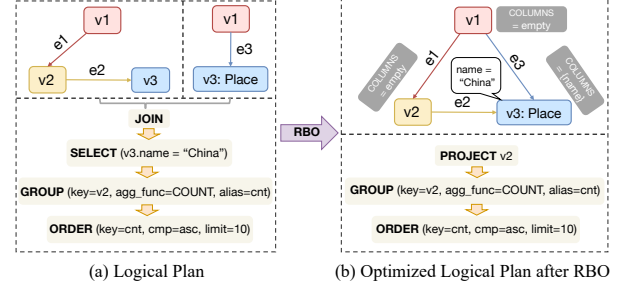 v1
e1
v2
e2
v3
v1
e3
v3: Place
JOIN
SELECT (v3.name = “China”)
GROUP (key=v2, agg_func=COUNT, alias=cnt)
ORDER (key=cnt, cmp=asc, limit=10)
(a) Logical Plan
RBO
v1
COLUMNS
= empty
e1
e3
COLUMNS
= empty
name =
“China”
COLUMNS
= {name}
v2
e2
v3: Place
PROJECT v2
GROUP (key=v2, agg_func=COUNT, alias=cnt)
ORDER (key=cnt, cmp=asc, limit=10)
(b) Optimized Logical Plan after RBO